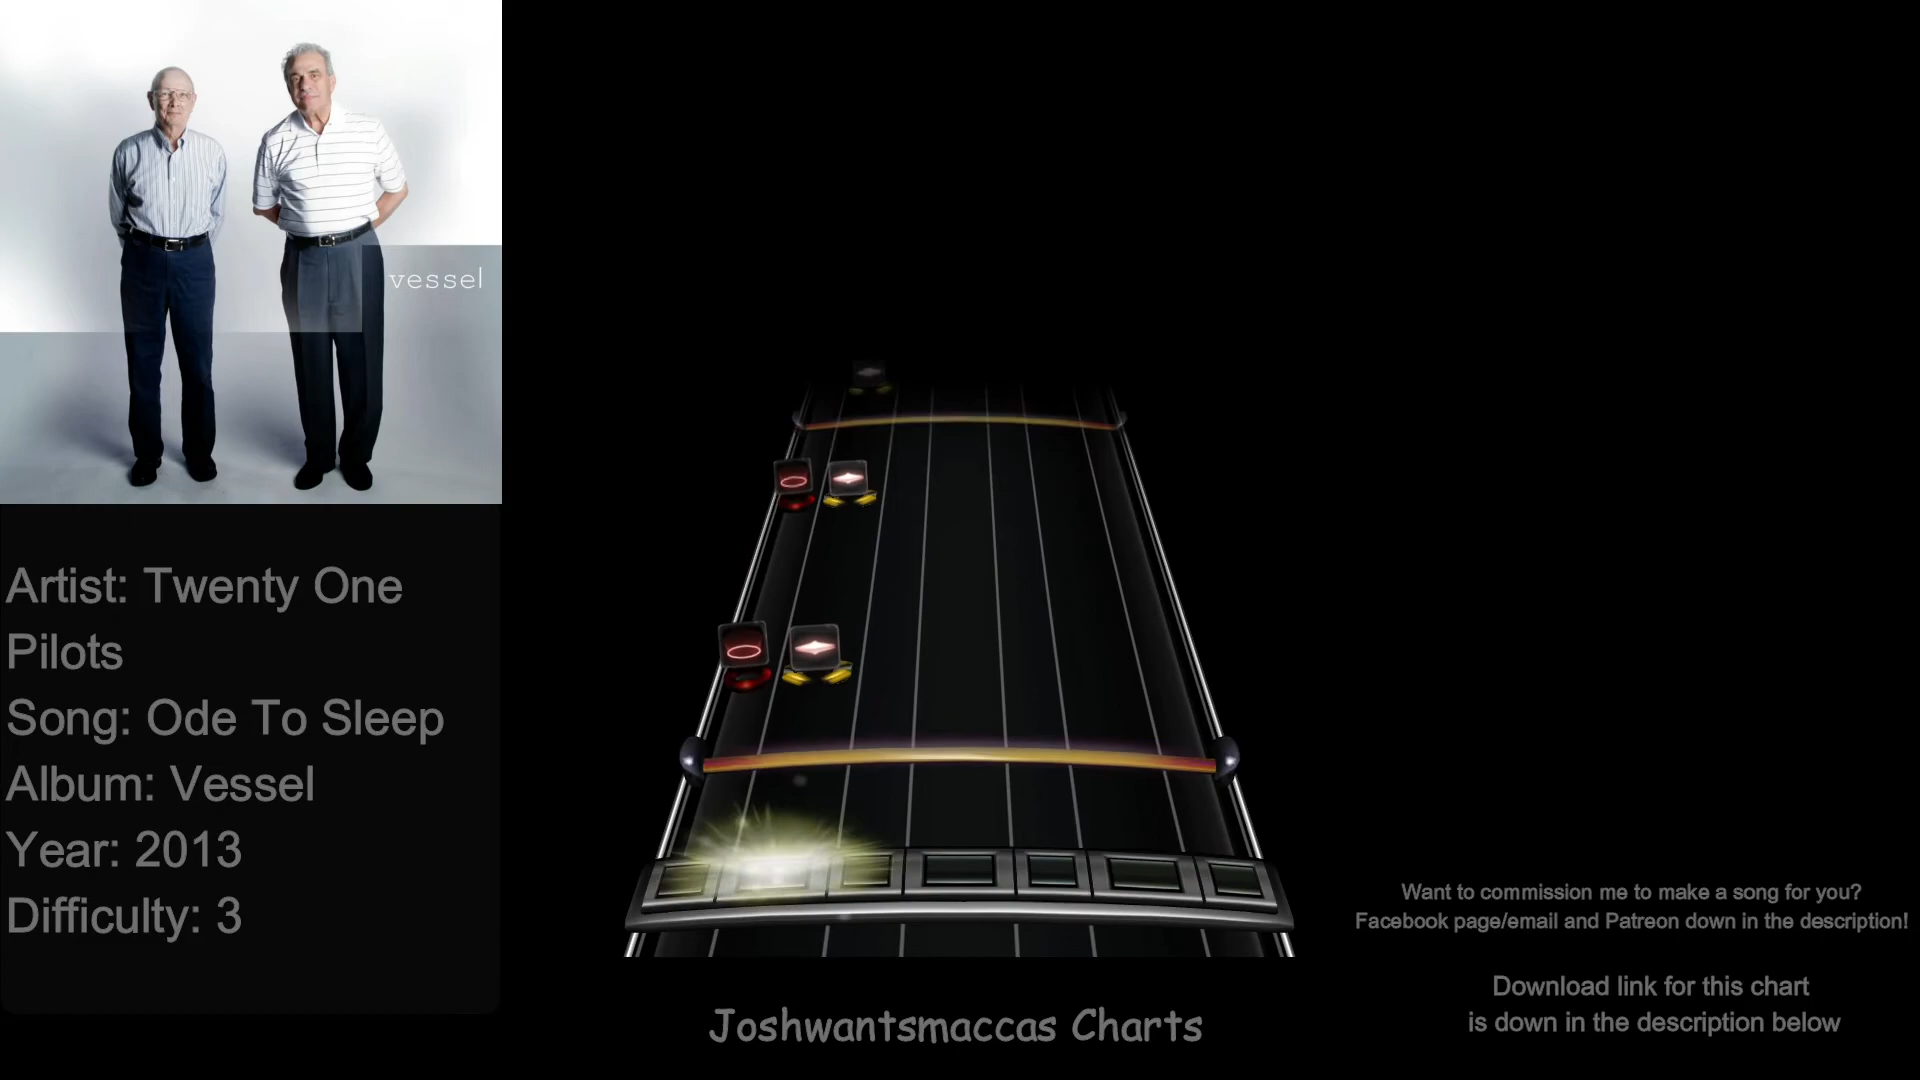 vessel
Artist: Twenty One
Pilots
Song: Ode To Sleep
Album: Vessel
Year: 2013
Difficulty: 3
Want to commission me to make a song for you?
Facebook page/email and Patreon down in the description!
Download link for this chart
is down in the description below
Joshwantsmaccas Charts